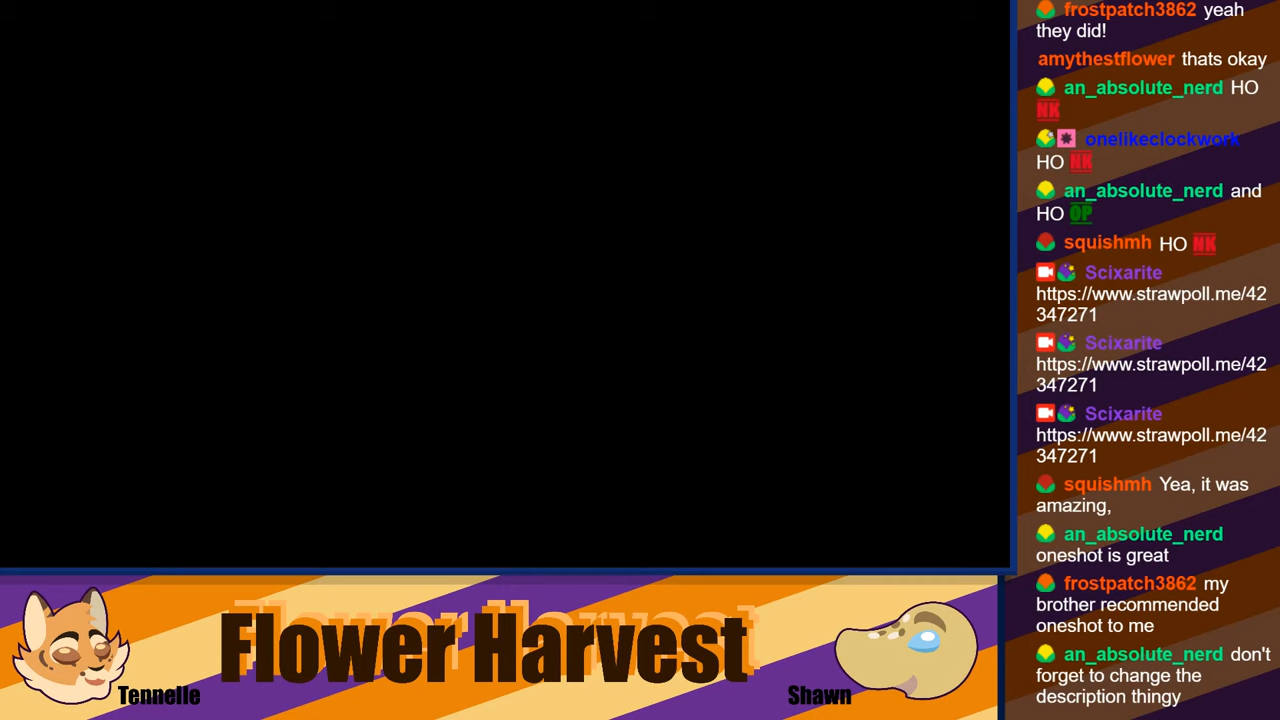 frostpatch3862 yeah
they did!
amythestflower thats okay
an_absolute_nerd HO
NK
onelikeclockwork
HO NK
an_absolute_nerd and
HO OP
squishmh HO NK
Scixarite
https://www.strawpoll.me/42
347271
Scixarite
https://www.strawpoll.me/42
347271
Scixarite
https://www.strawpoll.me/42
347271
squishmh Yea, it was
amazing,
an_absolute_nerd
oneshot is great
frostpatch3862 my
brother recommended
oneshot to me
an_absolute_nerd don't
forget to change the
description thingy
Flower Harvest
Tennelle
Shawn